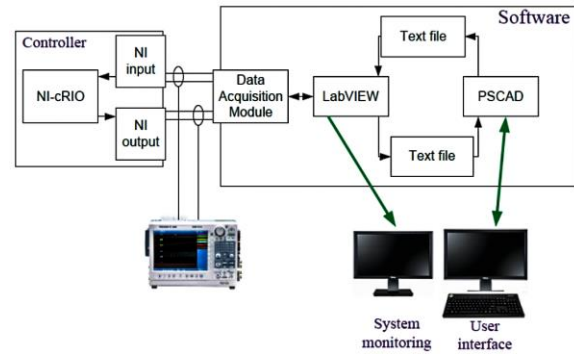 Software
Controller
NI
input
NI-cRIO
NI
output
Data
Acquisition
Module
LabVIEW
Text file
PSCAD
Text file
System
monitoring
User
interface